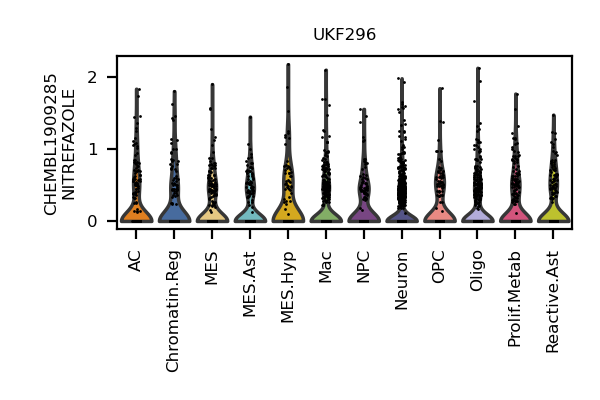 UKF296
CHEMBL1909285
NITREFAZOLE
2
1
0
AC
Chromatin.Reg
MES
MES.Ast
MES.Hyp
Mac
NPC
Neuron
OPC
Oligo
Prolif.Metab
Reactive.Ast